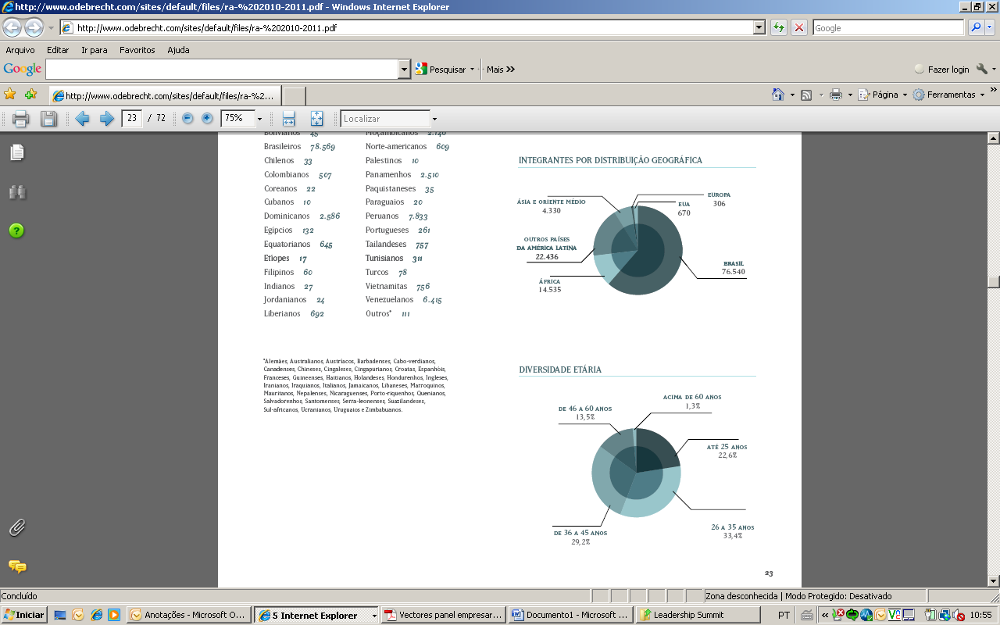 http://www.odebrecht.com/sites/default/files/ra-%202010-2011.pdf - Windows Internet Explorer
http://www.odebrecht.com/sites/default/files/ra-%202010-2011.pdf
Google
Arquivo Editar Ir para Favoritos Ajuda
Google Pesquisar Mais >> Fazer login
http://www.odebrecht.com/sites/default/files/ra-%2... Página Ferramentas >>
23 / 72 75% Localizar
Bolivianos 45
Brasileiros 78.569
Chilenos 33
Colombianos 507
Coreanos 22
Cubanos 10
Dominicanos 2.586
Egípcios 132
Equatorianos 645
Etíopes 17
Filipinos 60
Indianos 27
Jordanianos 24
Liberianos 692
Moçambicanos 2.146
Norte-americanos 609
Palestinos 10
Panamenhos 2.510
Paquistaneses 35
Paraguaios 20
Peruanos 7.833
Portugueses 261
Tailandeses 757
Tunisianos 311
Turcos 78
Vietnamitas 756
Venezuelanos 6.415
Outros* 111
*Alemães, Australianos, Austríacos, Barbadenses, Cabo-verdianos,
Canadenses, Chineses, Cingaleses, Cingapurianos, Croatas, Espanhóis,
Franceses, Guineenses, Haitianos, Holandeses, Hondurenhos, Ingleses,
Iranianos, Iraquianos, Italianos, Jamaicanos, Libaneses, Marroquinos,
Mauritanos, Nepalenses, Nicaraguenses, Porto-riquenhos, Quenianos,
Salvadorenhos, Santomenses, Serra-leonenses, Suazilandeses,
Sul-africanos, Ucranianos, Uruguaios e Zimbabuanos.
INTEGRANTES POR DISTRIBUIÇÃO GEOGRÁFICA
EUROPA
306
EUA
670
ÁSIA E ORIENTE MÉDIO
4.330
OUTROS PAÍSES
DA AMÉRICA LATINA
22.436
BRASIL
76.540
ÁFRICA
14.535
DIVERSIDADE ETÁRIA
ACIMA DE 60 ANOS
1,3%
DE 46 A 60 ANOS
13,5%
ATÉ 25 ANOS
22,6%
26 A 35 ANOS
33,4%
DE 36 A 45 ANOS
29,2%
23
Concluído Zona desconhecida | Modo Protegido: Desativado
Iniciar Anotações - Microsoft O... 5 Internet Explorer Vectores panel empresar... Documento1 - Microsoft ... Leadership Summit PT 10:55